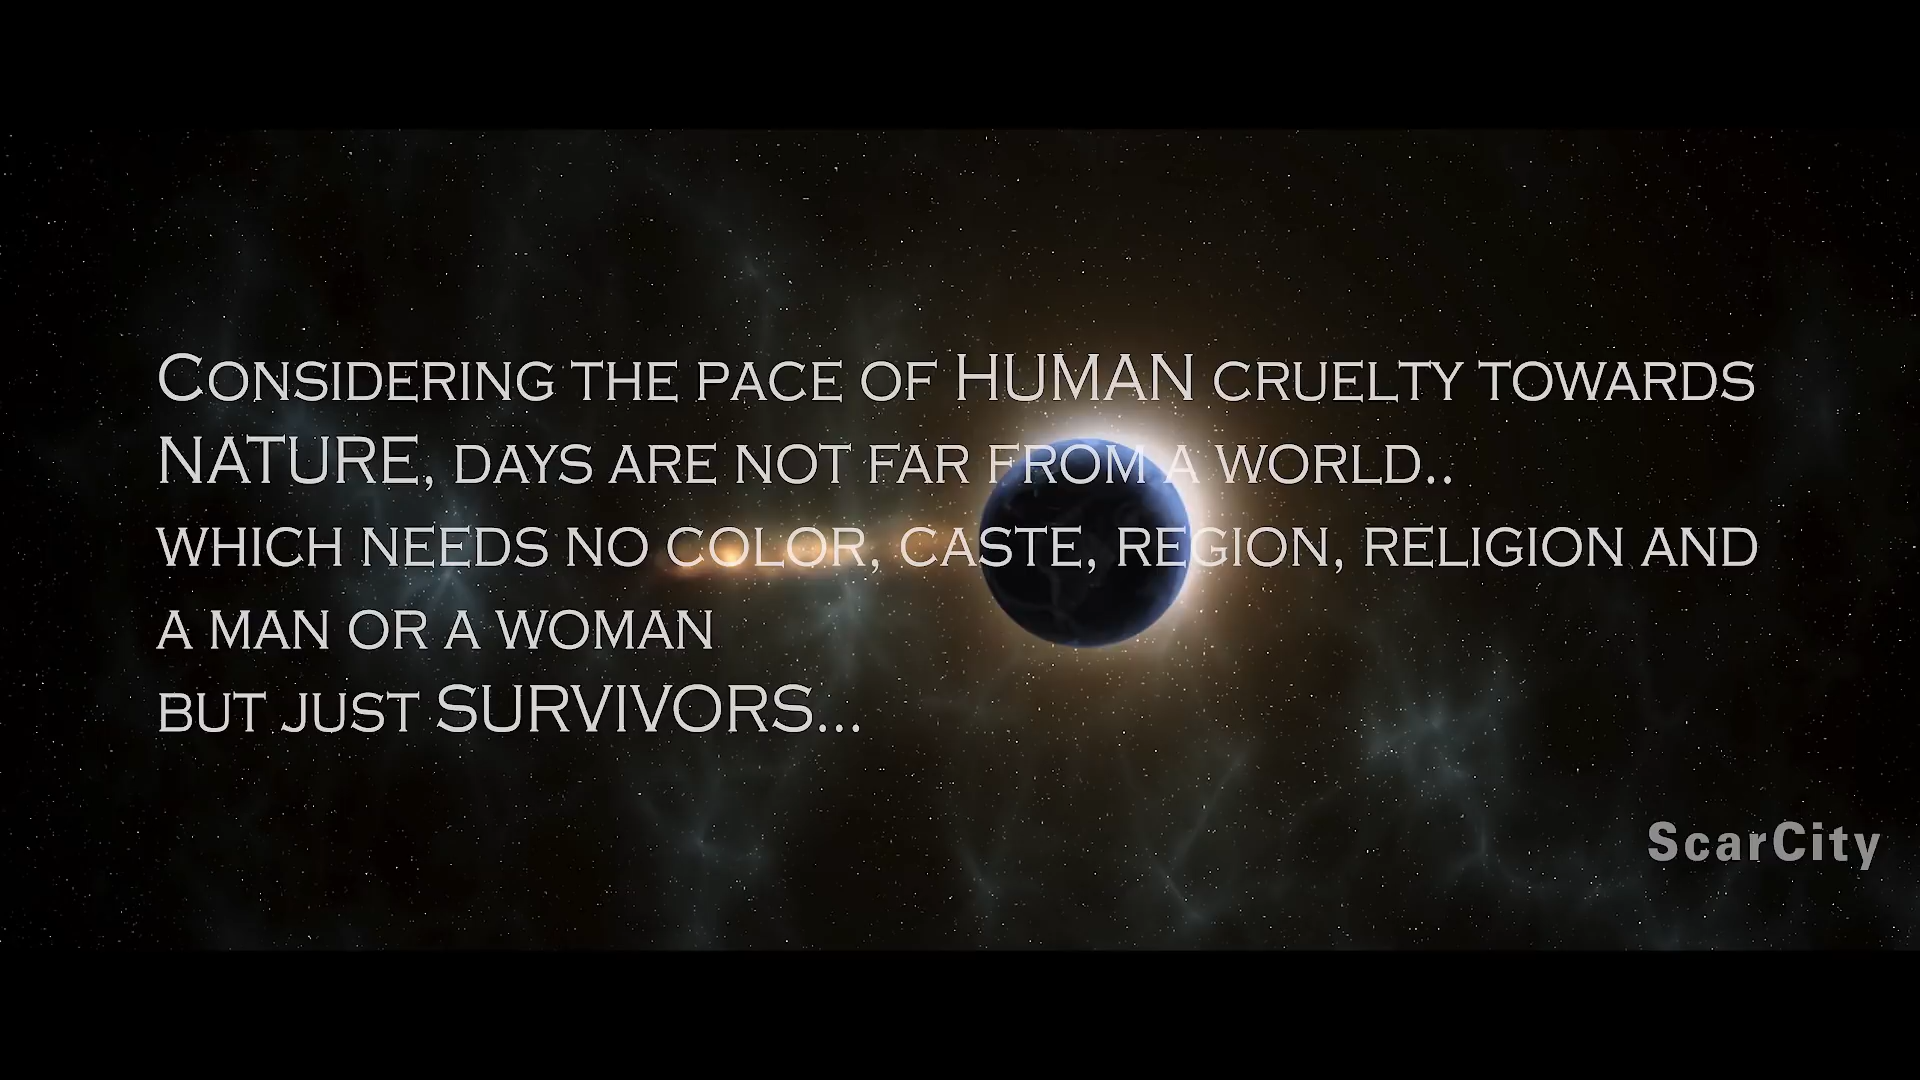 Considering the pace of HUMAN cruelty towards
NATURE, days are not far from a world..
which needs no color, caste, region, religion and
a man or a woman
but just SURVIVORS...
ScarCity